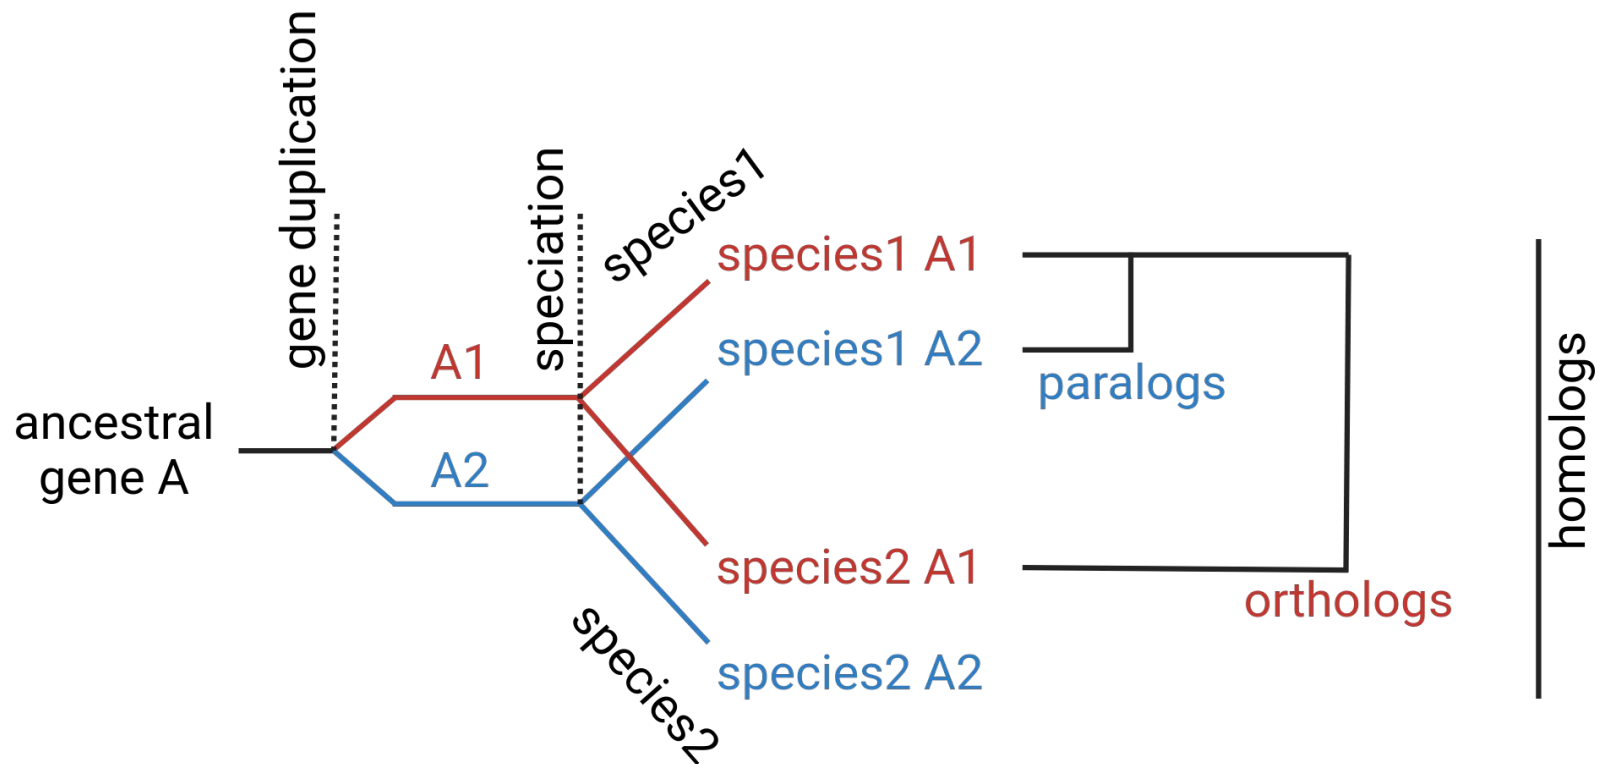 gene duplication
speciation
species1
species1 A1
species1 A2
paralogs
A1
ancestral
gene A
A2
species2 A1
orthologs
species2
species2 A2
homologs